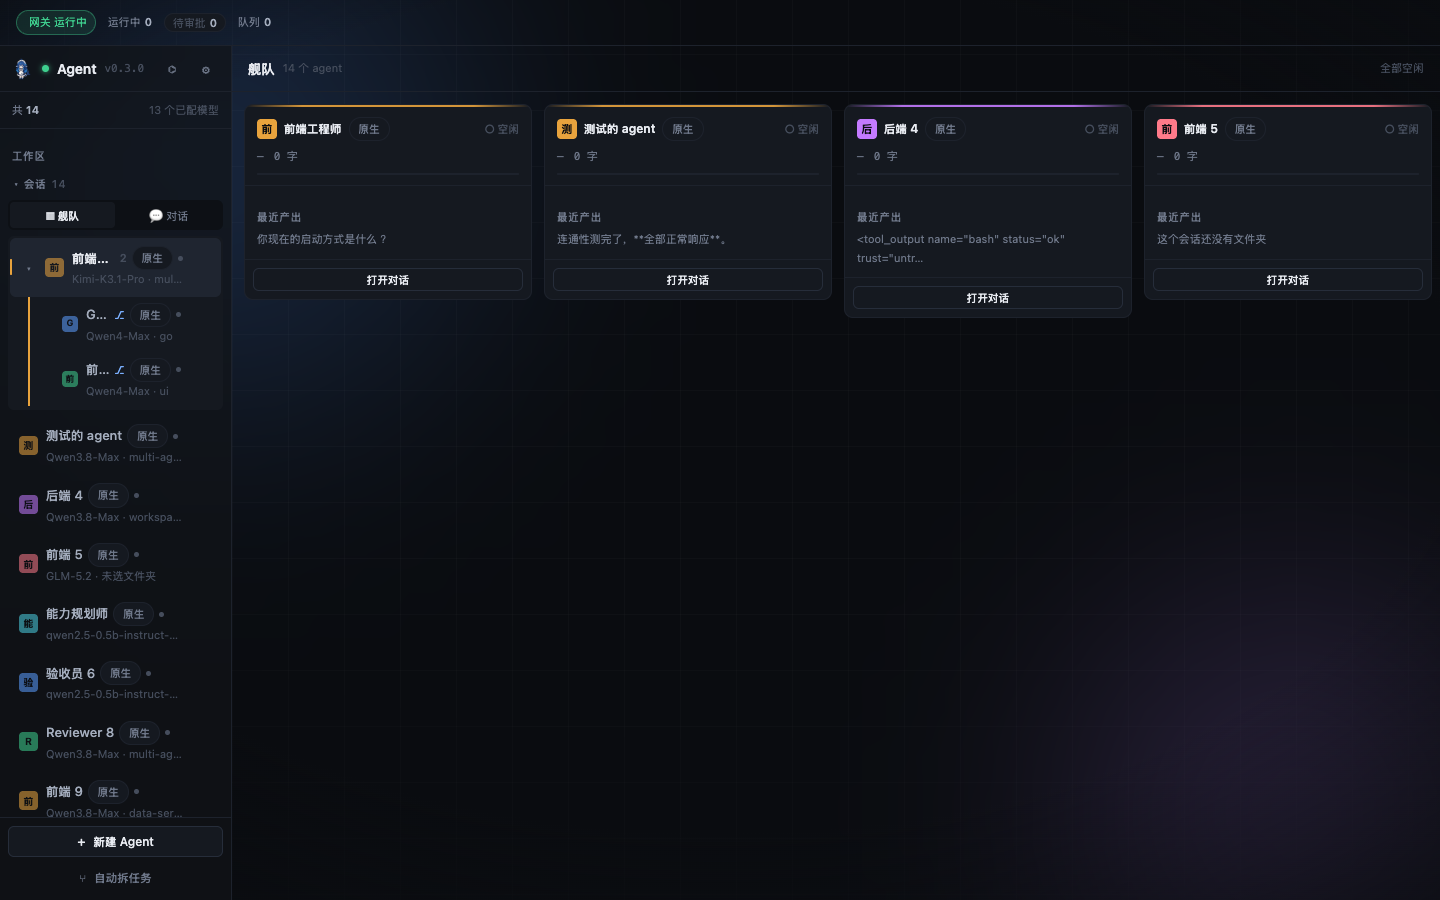 网关 运行中 运行中 0 待审批 0 队列 0
Agent v0.3.0
共 14 13 个已配模型
工作区
会话 14
舰队 对话
前端... 2 原生
Kimi-K3.1-Pro · mul...
G... 原生
Qwen4-Max · go
前... 原生
Qwen4-Max · ui
测试的 agent 原生
Qwen3.8-Max · multi-ag...
后端 4 原生
Qwen3.8-Max · workspa...
前端 5 原生
GLM-5.2 · 未选文件夹
能力规划师 原生
qwen2.5-0.5b-instruct-...
验收员 6 原生
qwen2.5-0.5b-instruct-...
Reviewer 8 原生
Qwen3.8-Max · multi-ag...
前端 9 原生
Qwen3.8-Max · data-ser...
+ 新建 Agent
自动拆任务
舰队 14 个 agent 全部空闲
前 前端工程师 原生 空闲
— 0 字
最近产出
你现在的启动方式是什么？
打开对话
测 测试的 agent 原生 空闲
— 0 字
最近产出
连通性测完了，**全部正常响应**。
打开对话
后 后端 4 原生 空闲
— 0 字
最近产出
<tool_output name="bash" status="ok"
trust="untr...
打开对话
前 前端 5 原生 空闲
— 0 字
最近产出
这个会话还没有文件夹
打开对话